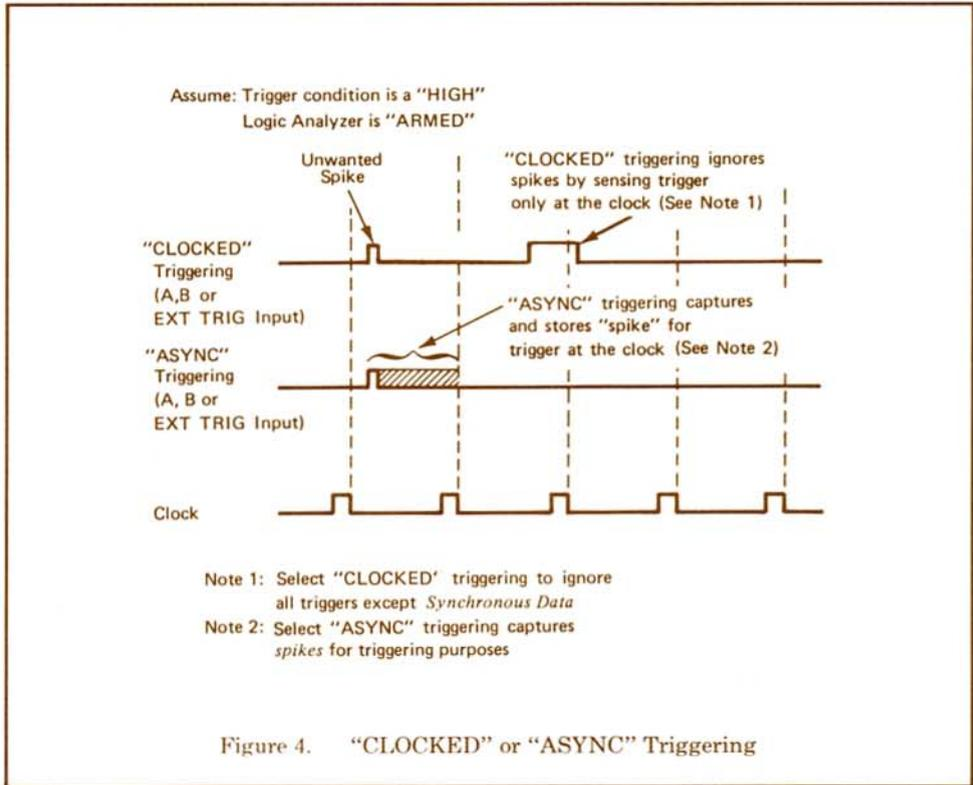 Assume: Trigger condition is a "HIGH"
Logic Analyzer is "ARMED"
Unwanted
Spike
"CLOCKED" triggering ignores
spikes by sensing trigger
only at the clock (See Note 1)
"CLOCKED"
Triggering
(A,B or
EXT TRIG Input)
"ASYNC" triggering captures
and stores "spike" for
trigger at the clock (See Note 2)
"ASYNC"
Triggering
(A, B or
EXT TRIG Input)
Clock
Note 1: Select "CLOCKED' triggering to ignore
all triggers except Synchronous Data
Note 2: Select "ASYNC" triggering captures
spikes for triggering purposes
Figure 4. "CLOCKED" or "ASYNC" Triggering